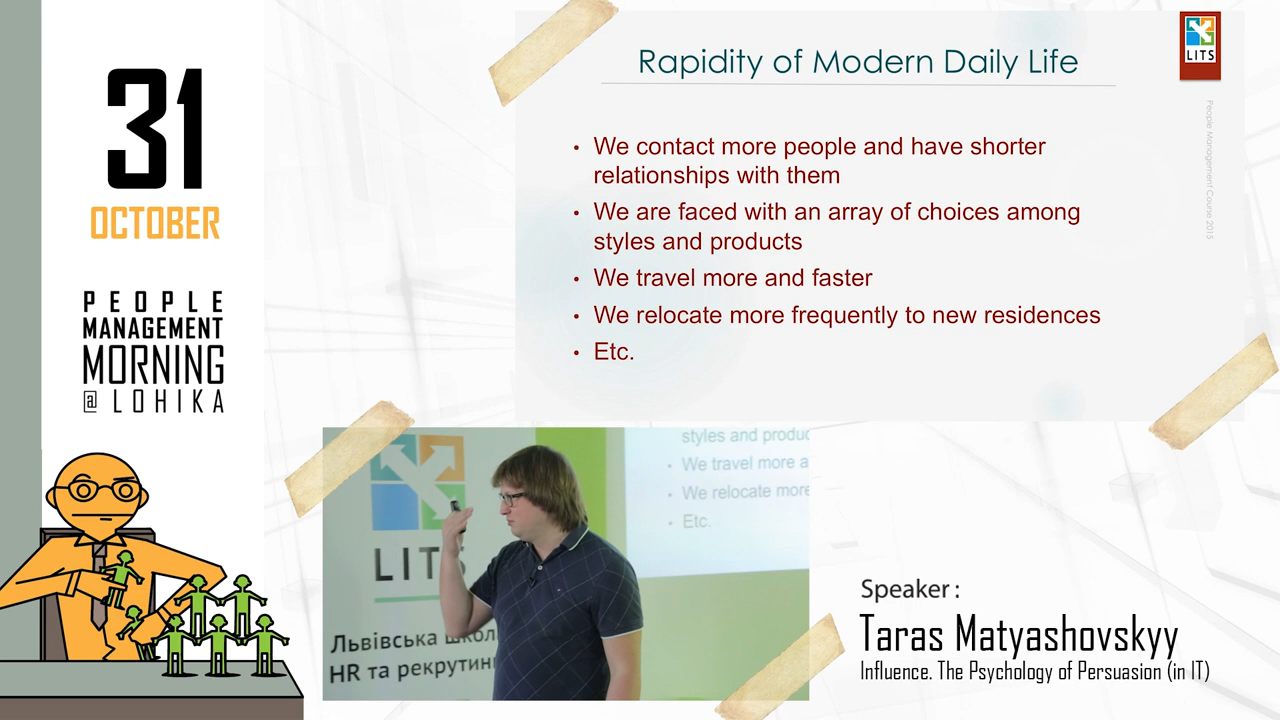 31
OCTOBER
PEOPLE
MANAGEMENT
MORNING
@ LOHIKA
Rapidity of Modern Daily Life
LITS
People Management Course 2015
• We contact more people and have shorter
relationships with them
• We are faced with an array of choices among
styles and products
• We travel more and faster
• We relocate more frequently to new residences
• Etc.
LITS
Львівська школ
HR та рекрутин
styles and produc
• We travel more a
• We relocate more
• Etc.
Speaker :
Taras Matyashovskyy
Influence. The Psychology of Persuasion (in IT)